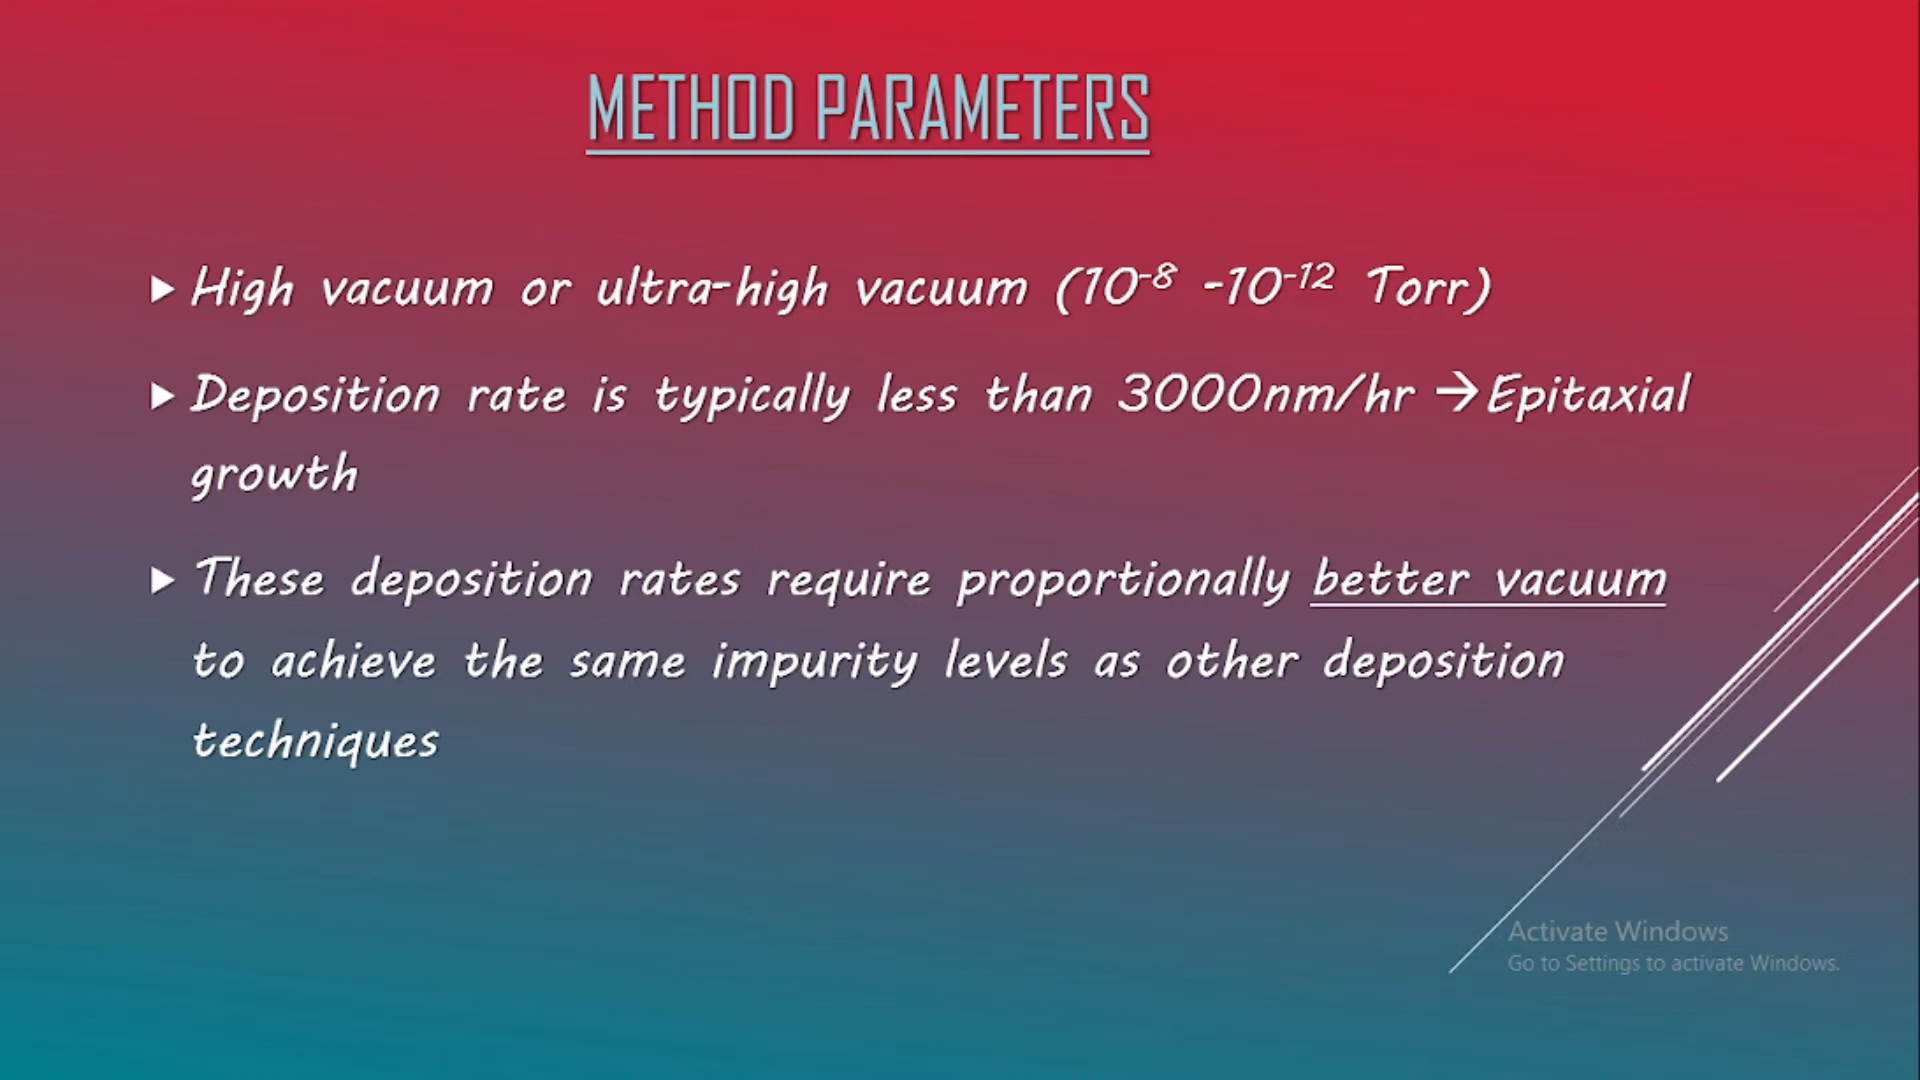 METHOD PARAMETERS
▶ High vacuum or ultra-high vacuum (10⁻⁸ -10⁻¹² Torr)
▶ Deposition rate is typically less than 3000nm/hr →Epitaxial
growth
▶ These deposition rates require proportionally better vacuum
to achieve the same impurity levels as other deposition
techniques
Activate Windows
Go to Settings to activate Windows.